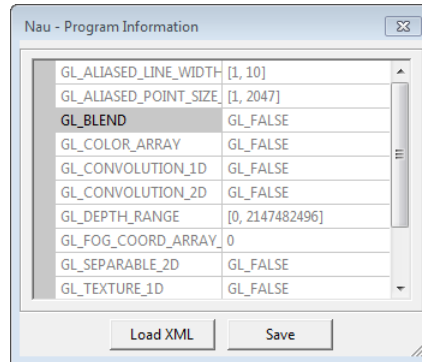 Nau - Program Information
GL_ALIASED_LINE_WIDTH [1, 10]
GL_ALIASED_POINT_SIZE_ [1, 2047]
GL_BLEND GL_FALSE
GL_COLOR_ARRAY GL_FALSE
GL_CONVOLUTION_1D GL_FALSE
GL_CONVOLUTION_2D GL_FALSE
GL_DEPTH_RANGE [0, 2147482496]
GL_FOG_COORD_ARRAY_ 0
GL_SEPARABLE_2D GL_FALSE
GL_TEXTURE_1D GL_FALSE
Load XML Save